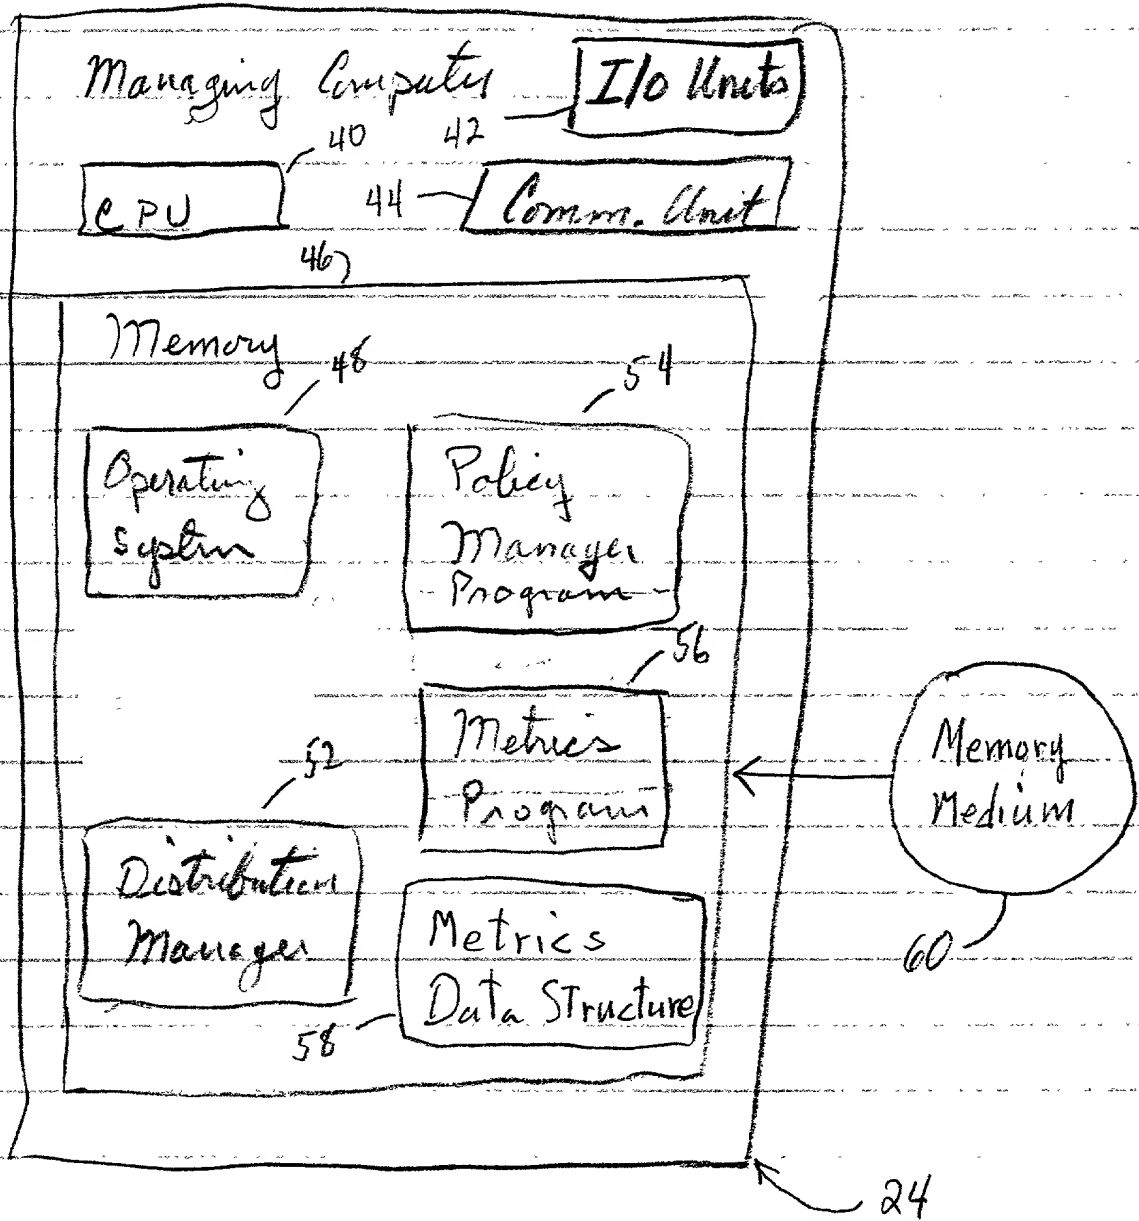 Managing Computer
I/O Units
42
40
CPU
44
Comm. Unit
46
Memory
48
54
Operating
System
Policy
Manager
Program
56
Metrics
Program
52
Memory
Medium
Distribution
Manager
Metrics
Data Structure
60
58
24